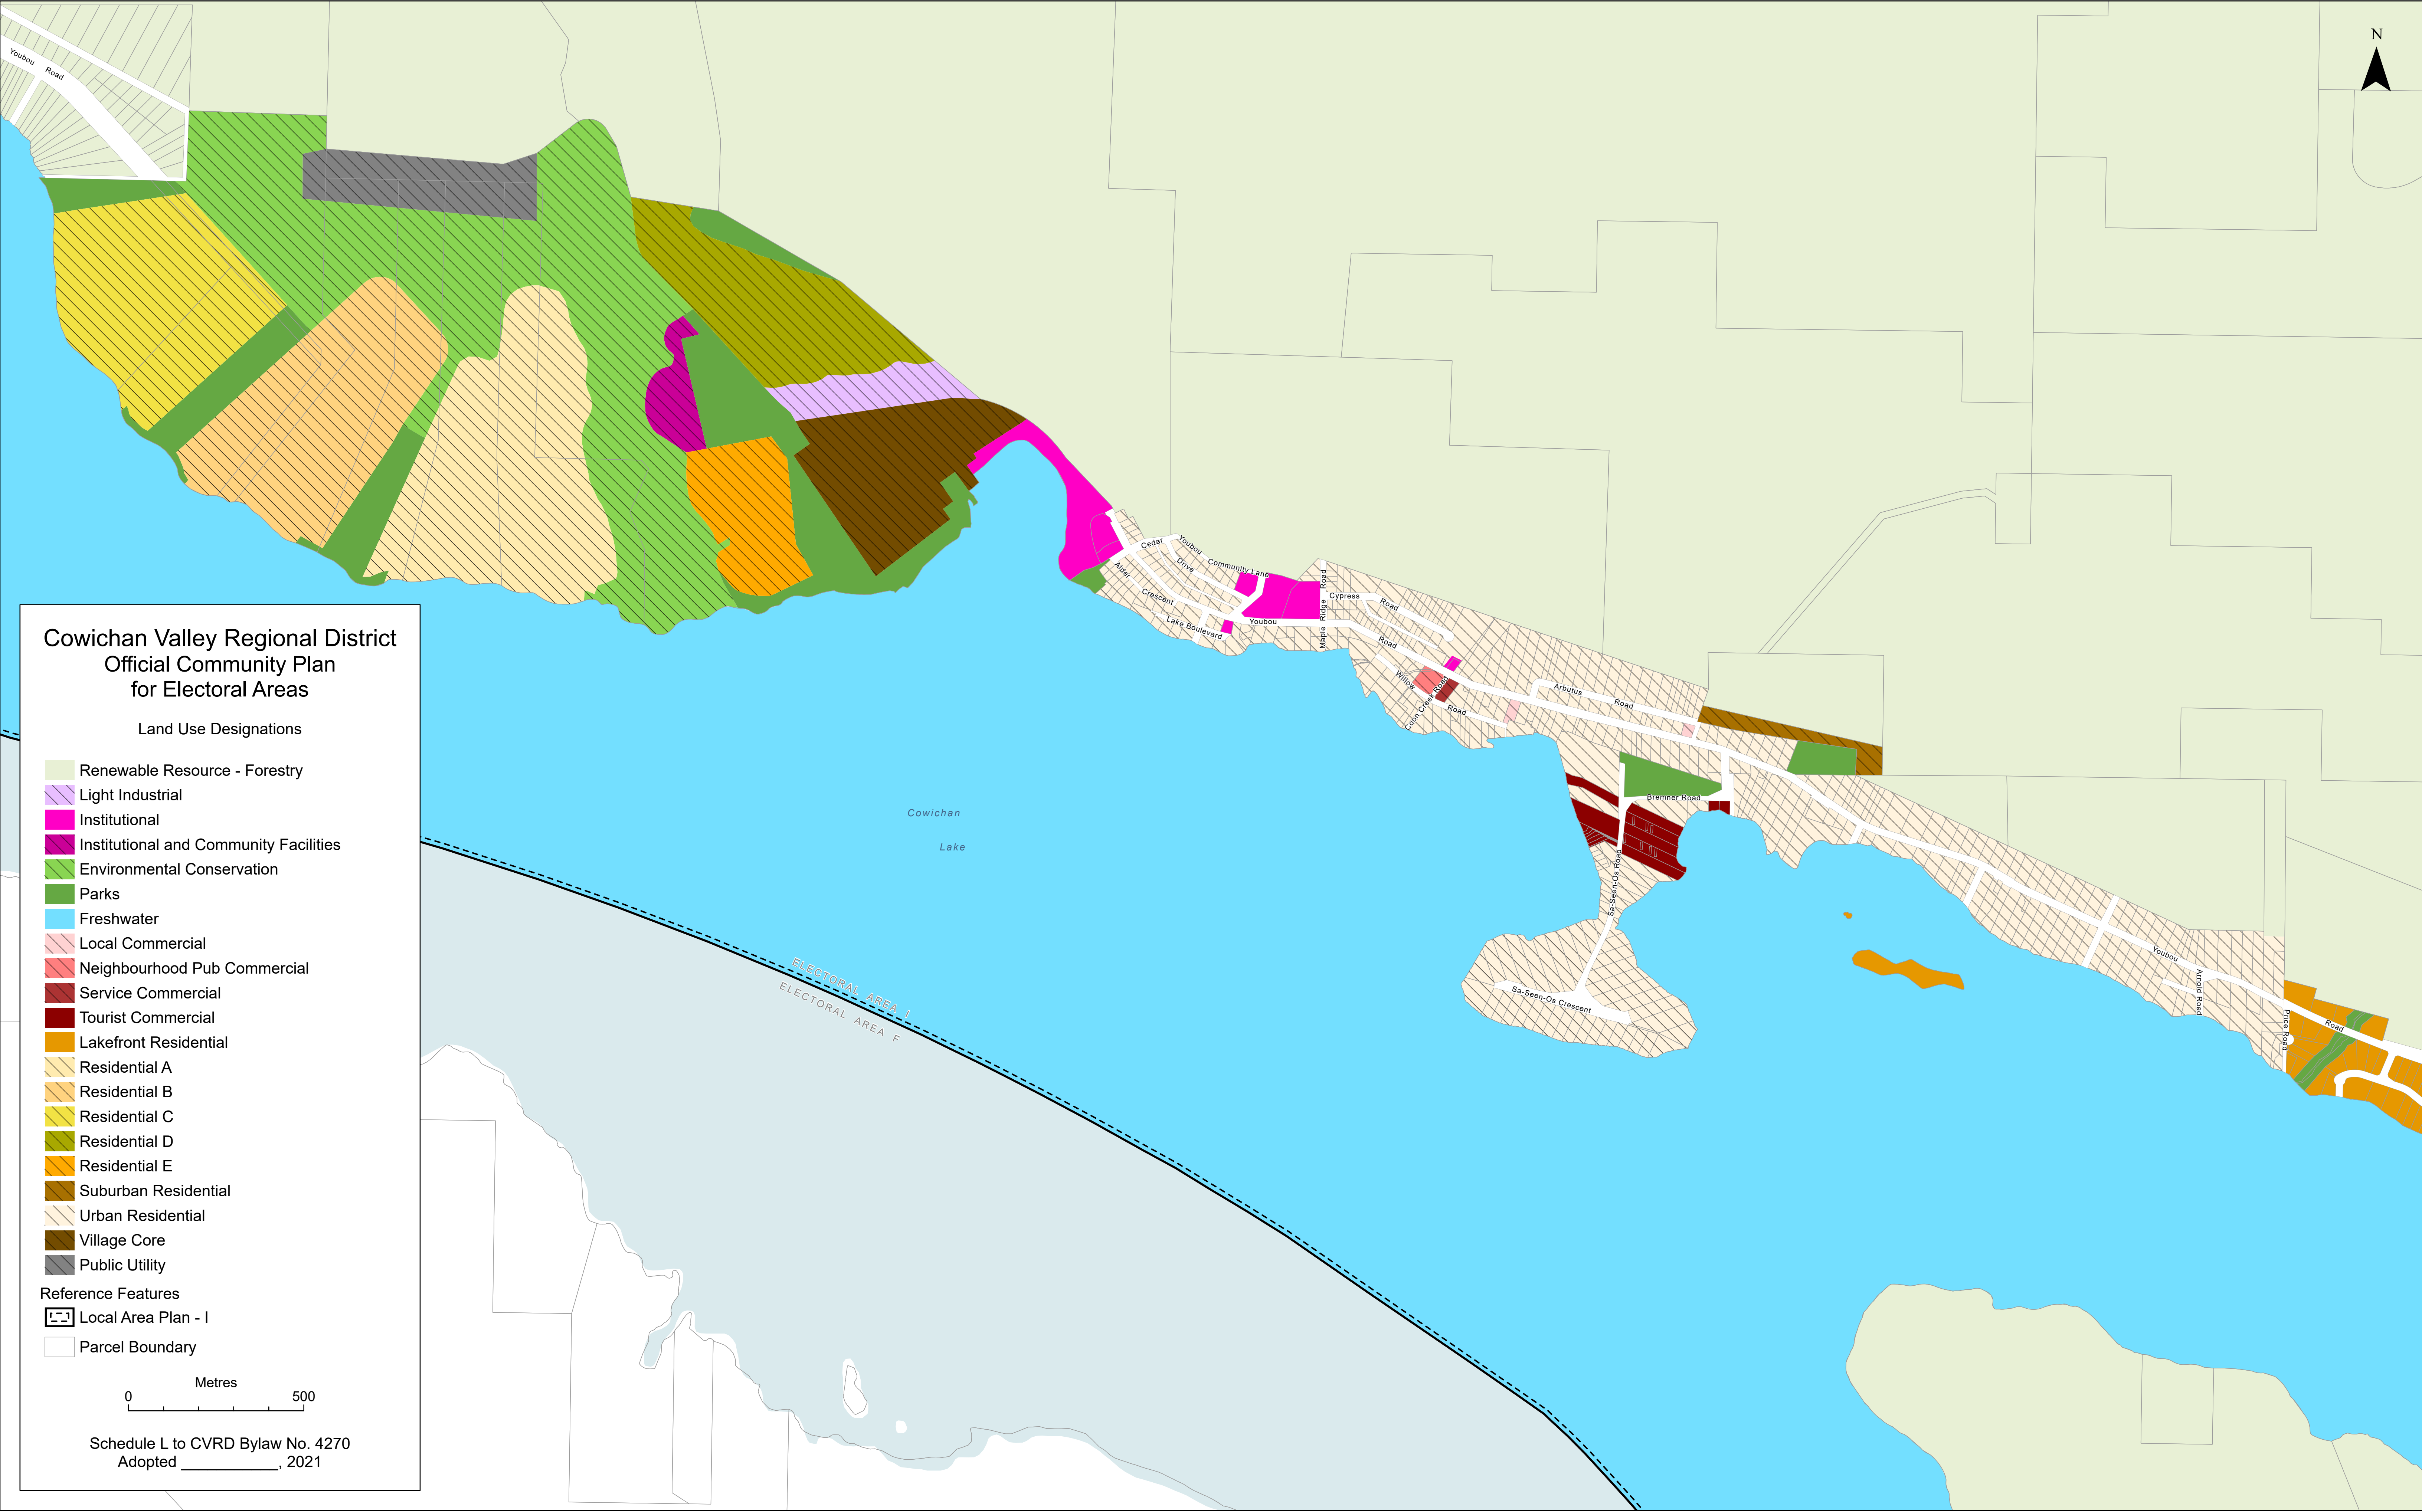 Youbou Road
N
Cedar
Youbou
Drive
Community Lane
Alder
Crescent
Lake Boulevard
Youbou
Maple Ridge Road
Cypress
Road
Road
Willow
Coon Creek Road
Road
Arbutus
Road
Bremner Road
Sa-Seen-Os Road
Sa-Seen-Os Crescent
Youbou
Arnold Road
Price Road
Road
Cowichan
Lake
ELECTORAL AREA I
ELECTORAL AREA F
Cowichan Valley Regional District
Official Community Plan
for Electoral Areas
Land Use Designations
Renewable Resource - Forestry
Light Industrial
Institutional
Institutional and Community Facilities
Environmental Conservation
Parks
Freshwater
Local Commercial
Neighbourhood Pub Commercial
Service Commercial
Tourist Commercial
Lakefront Residential
Residential A
Residential B
Residential C
Residential D
Residential E
Suburban Residential
Urban Residential
Village Core
Public Utility
Reference Features
Local Area Plan - I
Parcel Boundary
Metres
0 500
Schedule L to CVRD Bylaw No. 4270
Adopted ____________, 2021